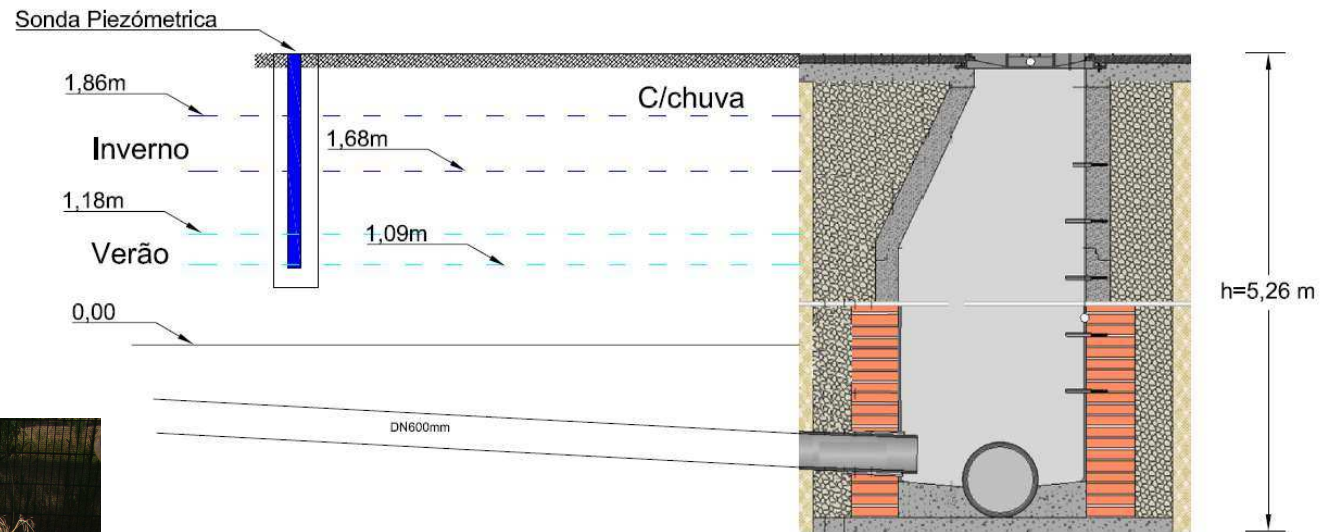 Sonda Piezómetrica
1,86m
C/chuva
Inverno
1,68m
1,18m
Verão
1,09m
h=5,26 m
0,00
DN600mm